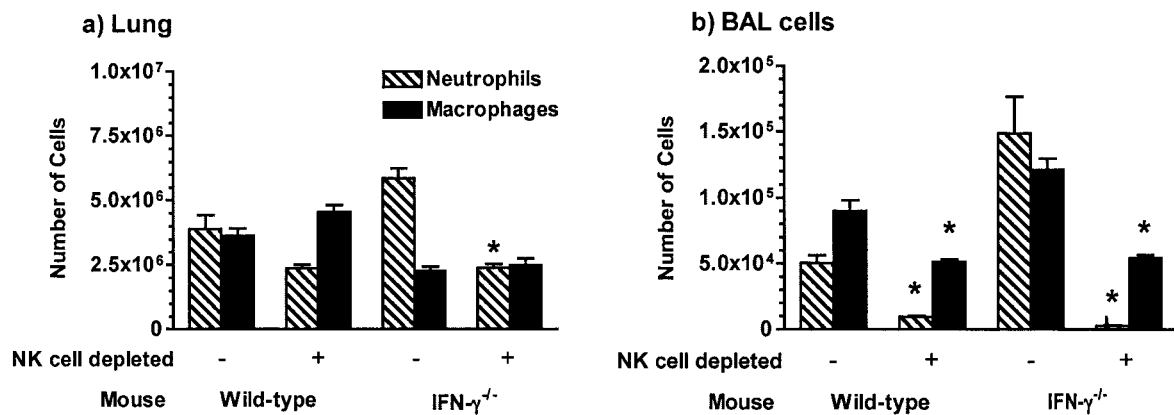 a) Lung
1.0x10⁷
7.5x10⁶
5.0x10⁶
2.5x10⁶
0
Number of Cells
Neutrophils
Macrophages
*
NK cell depleted - + - +
Mouse Wild-type IFN-γ⁻/⁻
b) BAL cells
2.0x10⁵
1.5x10⁵
1.0x10⁵
5.0x10⁴
0
Number of Cells
* *
* *
NK cell depleted - + - +
Mouse Wild-type IFN-γ⁻/⁻